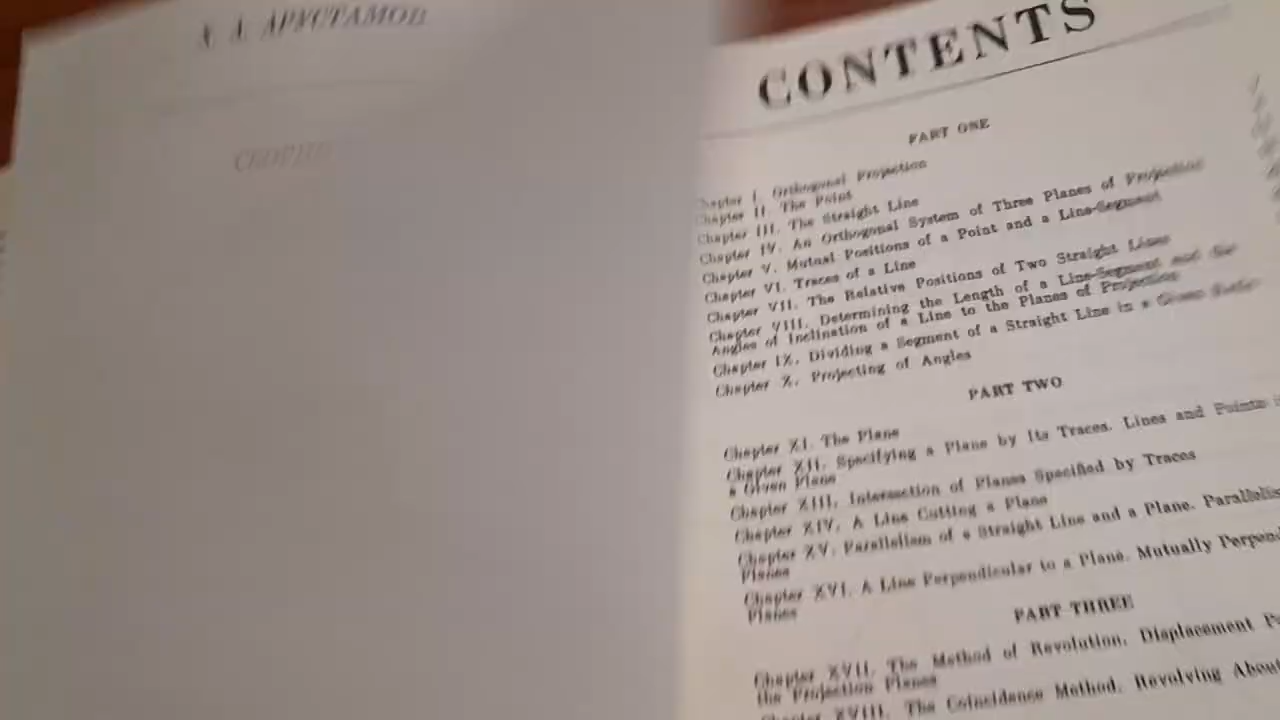 Х. А. АРУСТАМОВ
CONTENTS
PART ONE
Chapter I. Orthogonal Projection
Chapter II. The Point
Chapter III. The Straight Line
Chapter IV. An Orthogonal System of Three Planes of Projection
Chapter V. Mutual Positions of a Point and a Line-Segment
Chapter VI. Traces of a Line
Chapter VII. The Relative Positions of Two Straight Lines
Chapter VIII. Determining the Length of a Line-Segment and the
Angles of Inclination of a Line to the Planes of Projection
Chapter IX. Dividing a Segment of a Straight Line in a Given Ratio
Chapter X. Projecting of Angles
PART TWO
Chapter XI. The Plane
Chapter XII. Specifying a Plane by Its Traces. Lines and Points
a Given Plane
Chapter XIII. Intersection of Planes Specified by Traces
Chapter XIV. A Line Cutting a Plane
Chapter XV. Parallelism of a Straight Line and a Plane.
Planes
Chapter XVI. A Line Perpendicular to a Plane. Mutually
Planes
PART THREE
Chapter XVII. The Method of Revolution. Displacement
the Projection Planes
Chapter XVIII. The Coincidence Method. Revolving